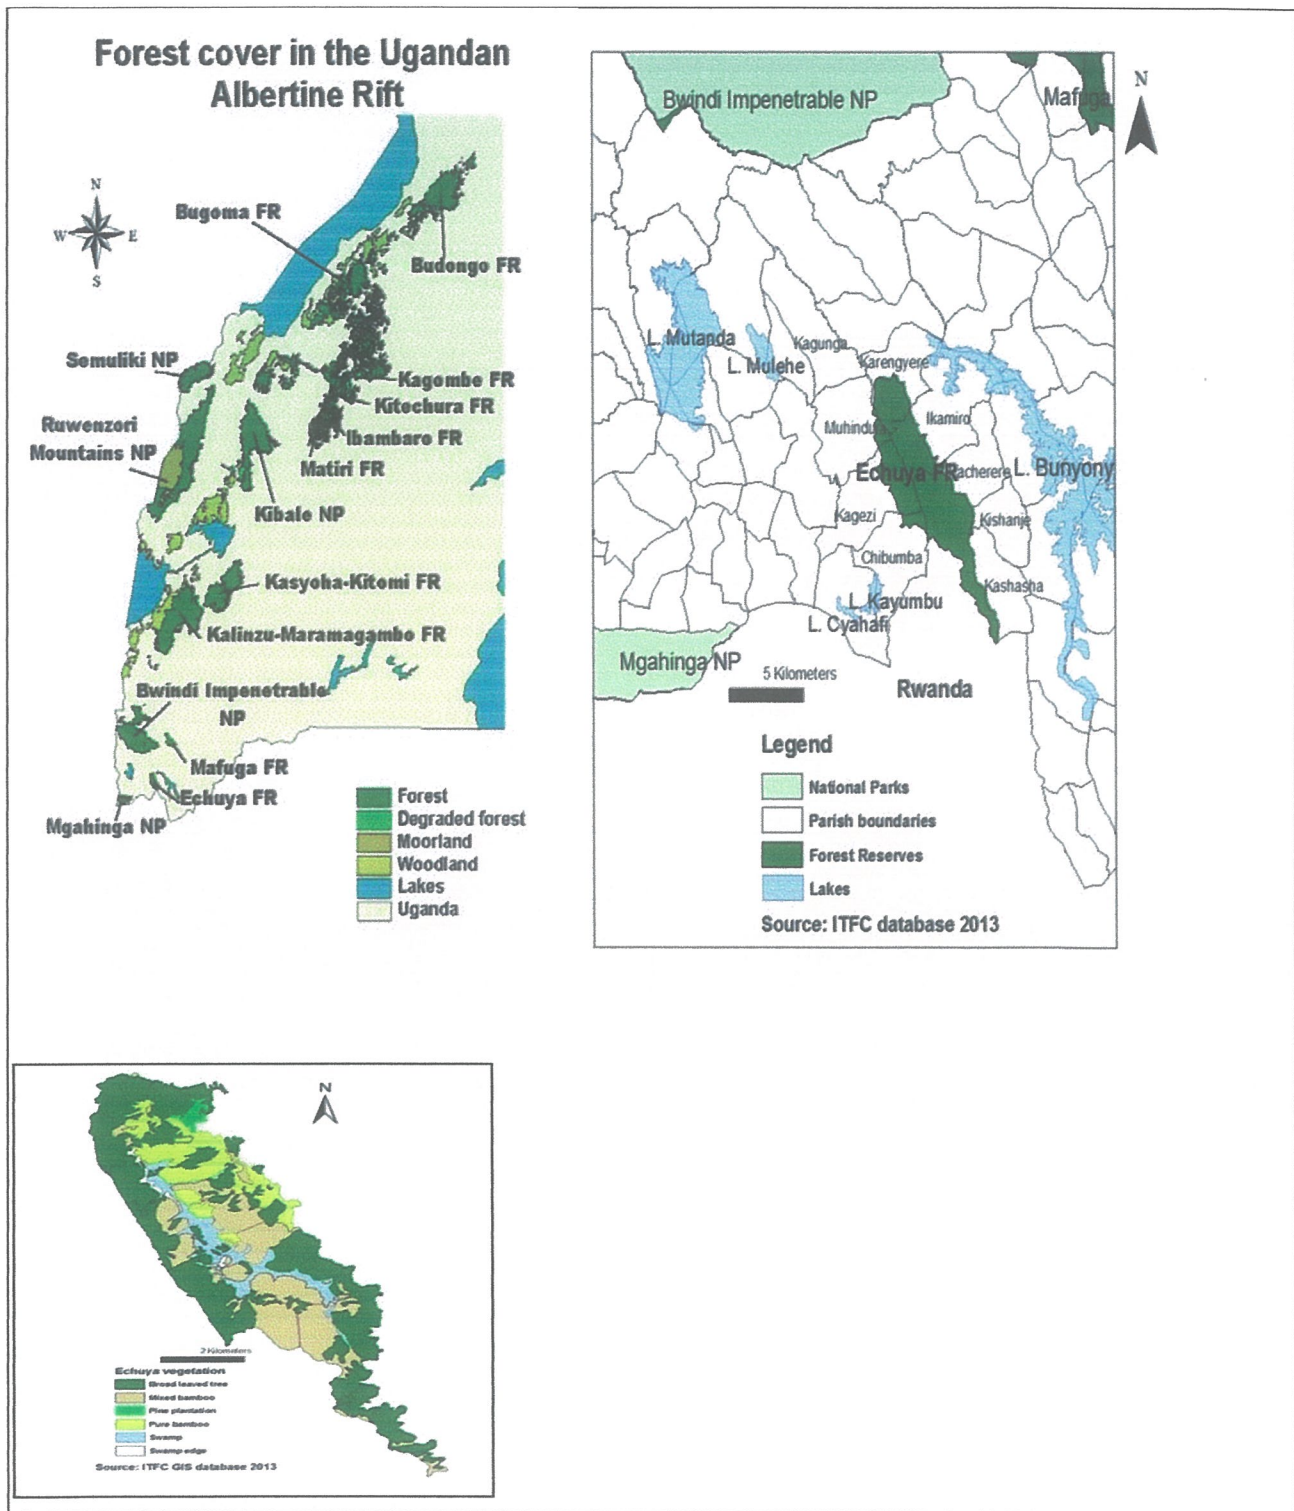 Forest cover in the Ugandan
Albertine Rift
N
W
E
S
Bugoma FR
Budongo FR
Semuliki NP
Kagombe FR
Kitechura FR
Ruwenzori
Mountains NP
Ibambaro FR
Matiri FR
Kibale NP
Kasyoha-Kitomi FR
Kalinzu-Maramagambo FR
Bwindi Impenetrable
NP
Mafuga FR
Echuya FR
Mgahinga NP
Forest
Degraded forest
Moorland
Woodland
Lakes
Uganda
Bwindi Impenetrable NP
Mafuga
N
L. Mutanda
L. Mulehe
Kagunga
Karengyere
Muhindura
Ikamiro
Echuya FR
acherere
L. Bunyony
Kagezi
Kishanje
Chibumba
Kashasha
L. Kayumbu
L. Cyahafi
Mgahinga NP
5 Kilometers
Rwanda
Legend
National Parks
Parish boundaries
Forest Reserves
Lakes
Source: ITFC database 2013
N
2 Kilometers
Echuya vegetation
Broad leaved tree
Mixed bamboo
Pine plantation
Pure bamboo
Swamp
Swamp edge
Source: ITFC GIS database 2013